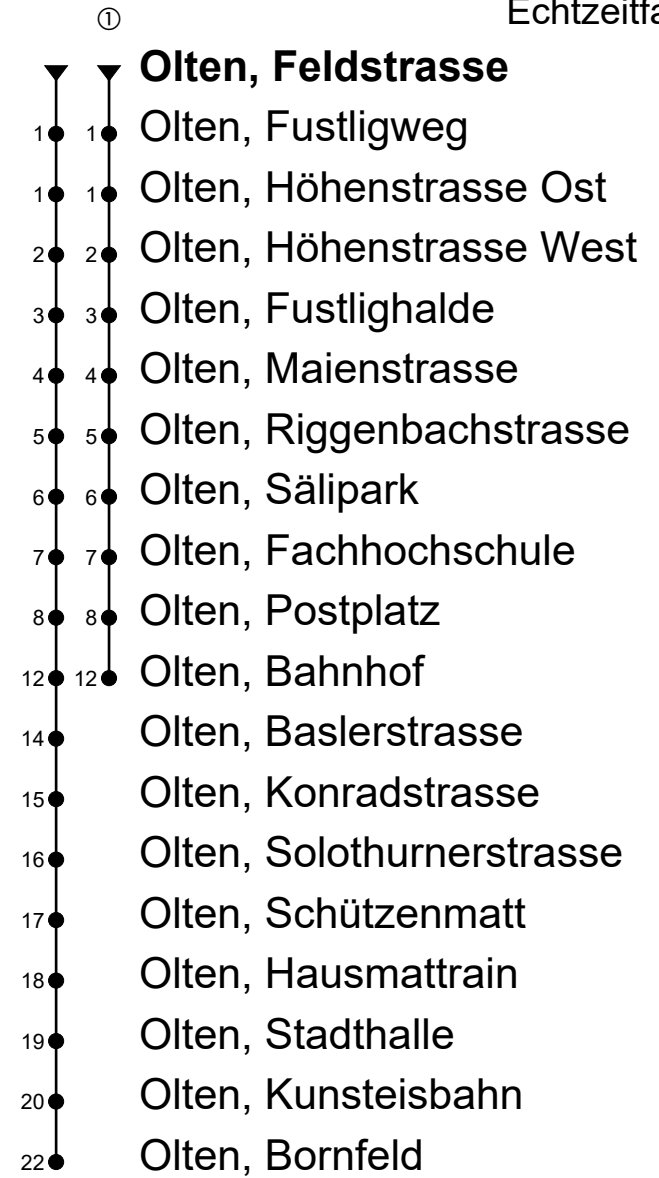 ①
Echtzeitfa
Olten, Feldstrasse
1 1 Olten, Fustligweg
1 1 Olten, Höhenstrasse Ost
2 2 Olten, Höhenstrasse West
3 3 Olten, Fustlighalde
4 4 Olten, Maienstrasse
5 5 Olten, Riggenbachstrasse
6 6 Olten, Sälipark
7 7 Olten, Fachhochschule
8 8 Olten, Postplatz
12 12 Olten, Bahnhof
14 Olten, Baslerstrasse
15 Olten, Konradstrasse
16 Olten, Solothurnerstrasse
17 Olten, Schützenmatt
18 Olten, Hausmattrain
19 Olten, Stadthalle
20 Olten, Kunsteisbahn
22 Olten, Bornfeld